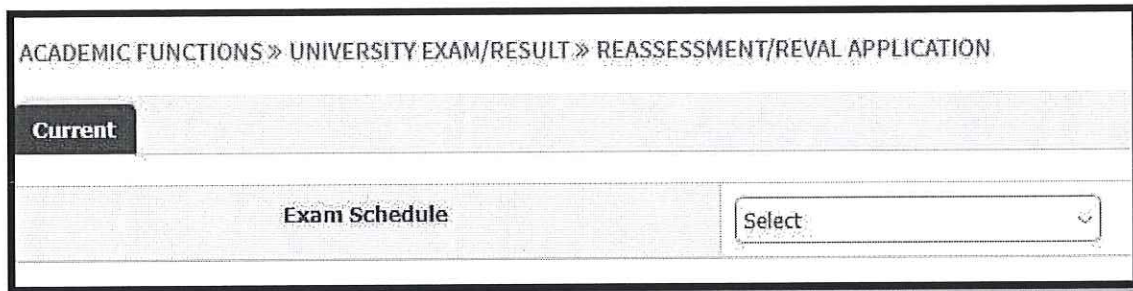 ACADEMIC FUNCTIONS » UNIVERSITY EXAM/RESULT » REASSESSMENT/REVAL APPLICATION
Current
Exam Schedule
Select